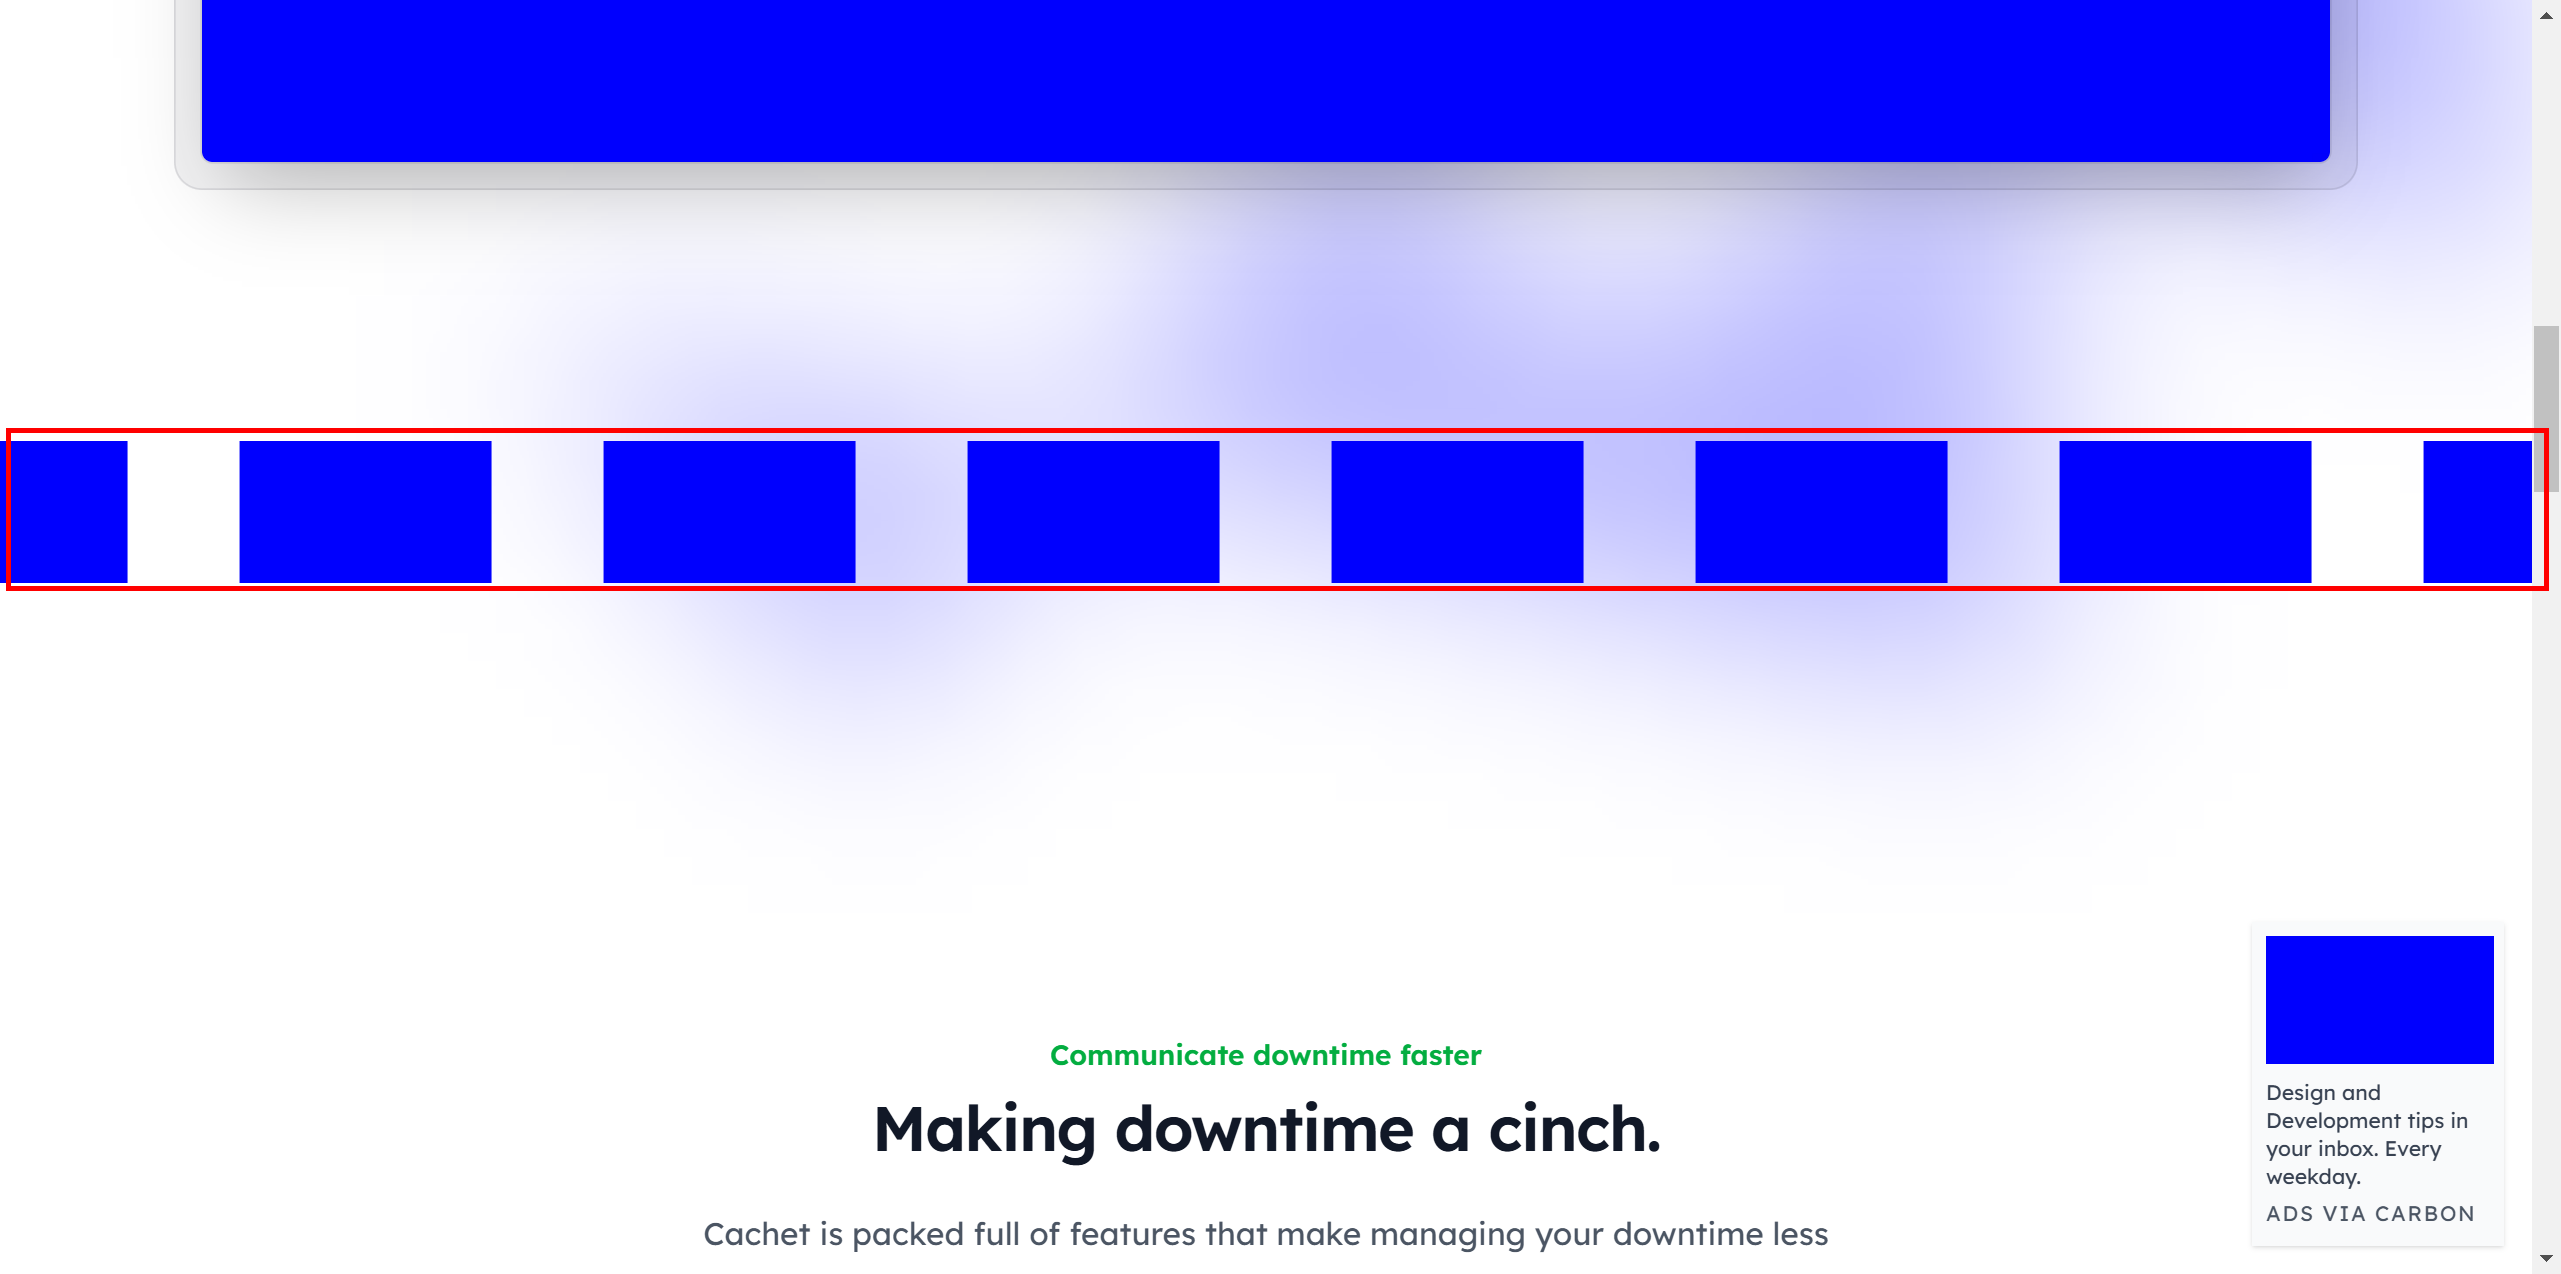 Communicate downtime faster
Making downtime a cinch.
Cachet is packed full of features that make managing your downtime less
Design and
Development tips in
your inbox. Every
weekday.
ADS VIA CARBON